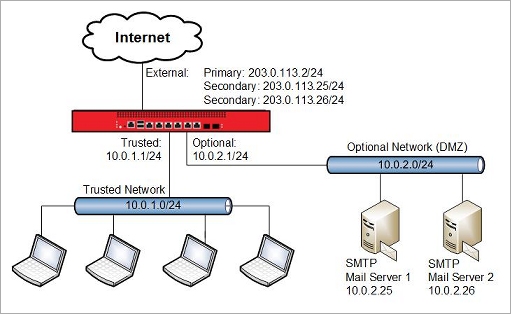 Internet
External: Primary: 203.0.113.2/24
Secondary: 203.0.113.25/24
Secondary: 203.0.113.26/24
Trusted:
10.0.1.1/24
Optional:
10.0.2.1/24
Optional Network (DMZ)
10.0.2.0/24
Trusted Network
10.0.1.0/24
SMTP
Mail Server 1
10.0.2.25
SMTP
Mail Server 2
10.0.2.26